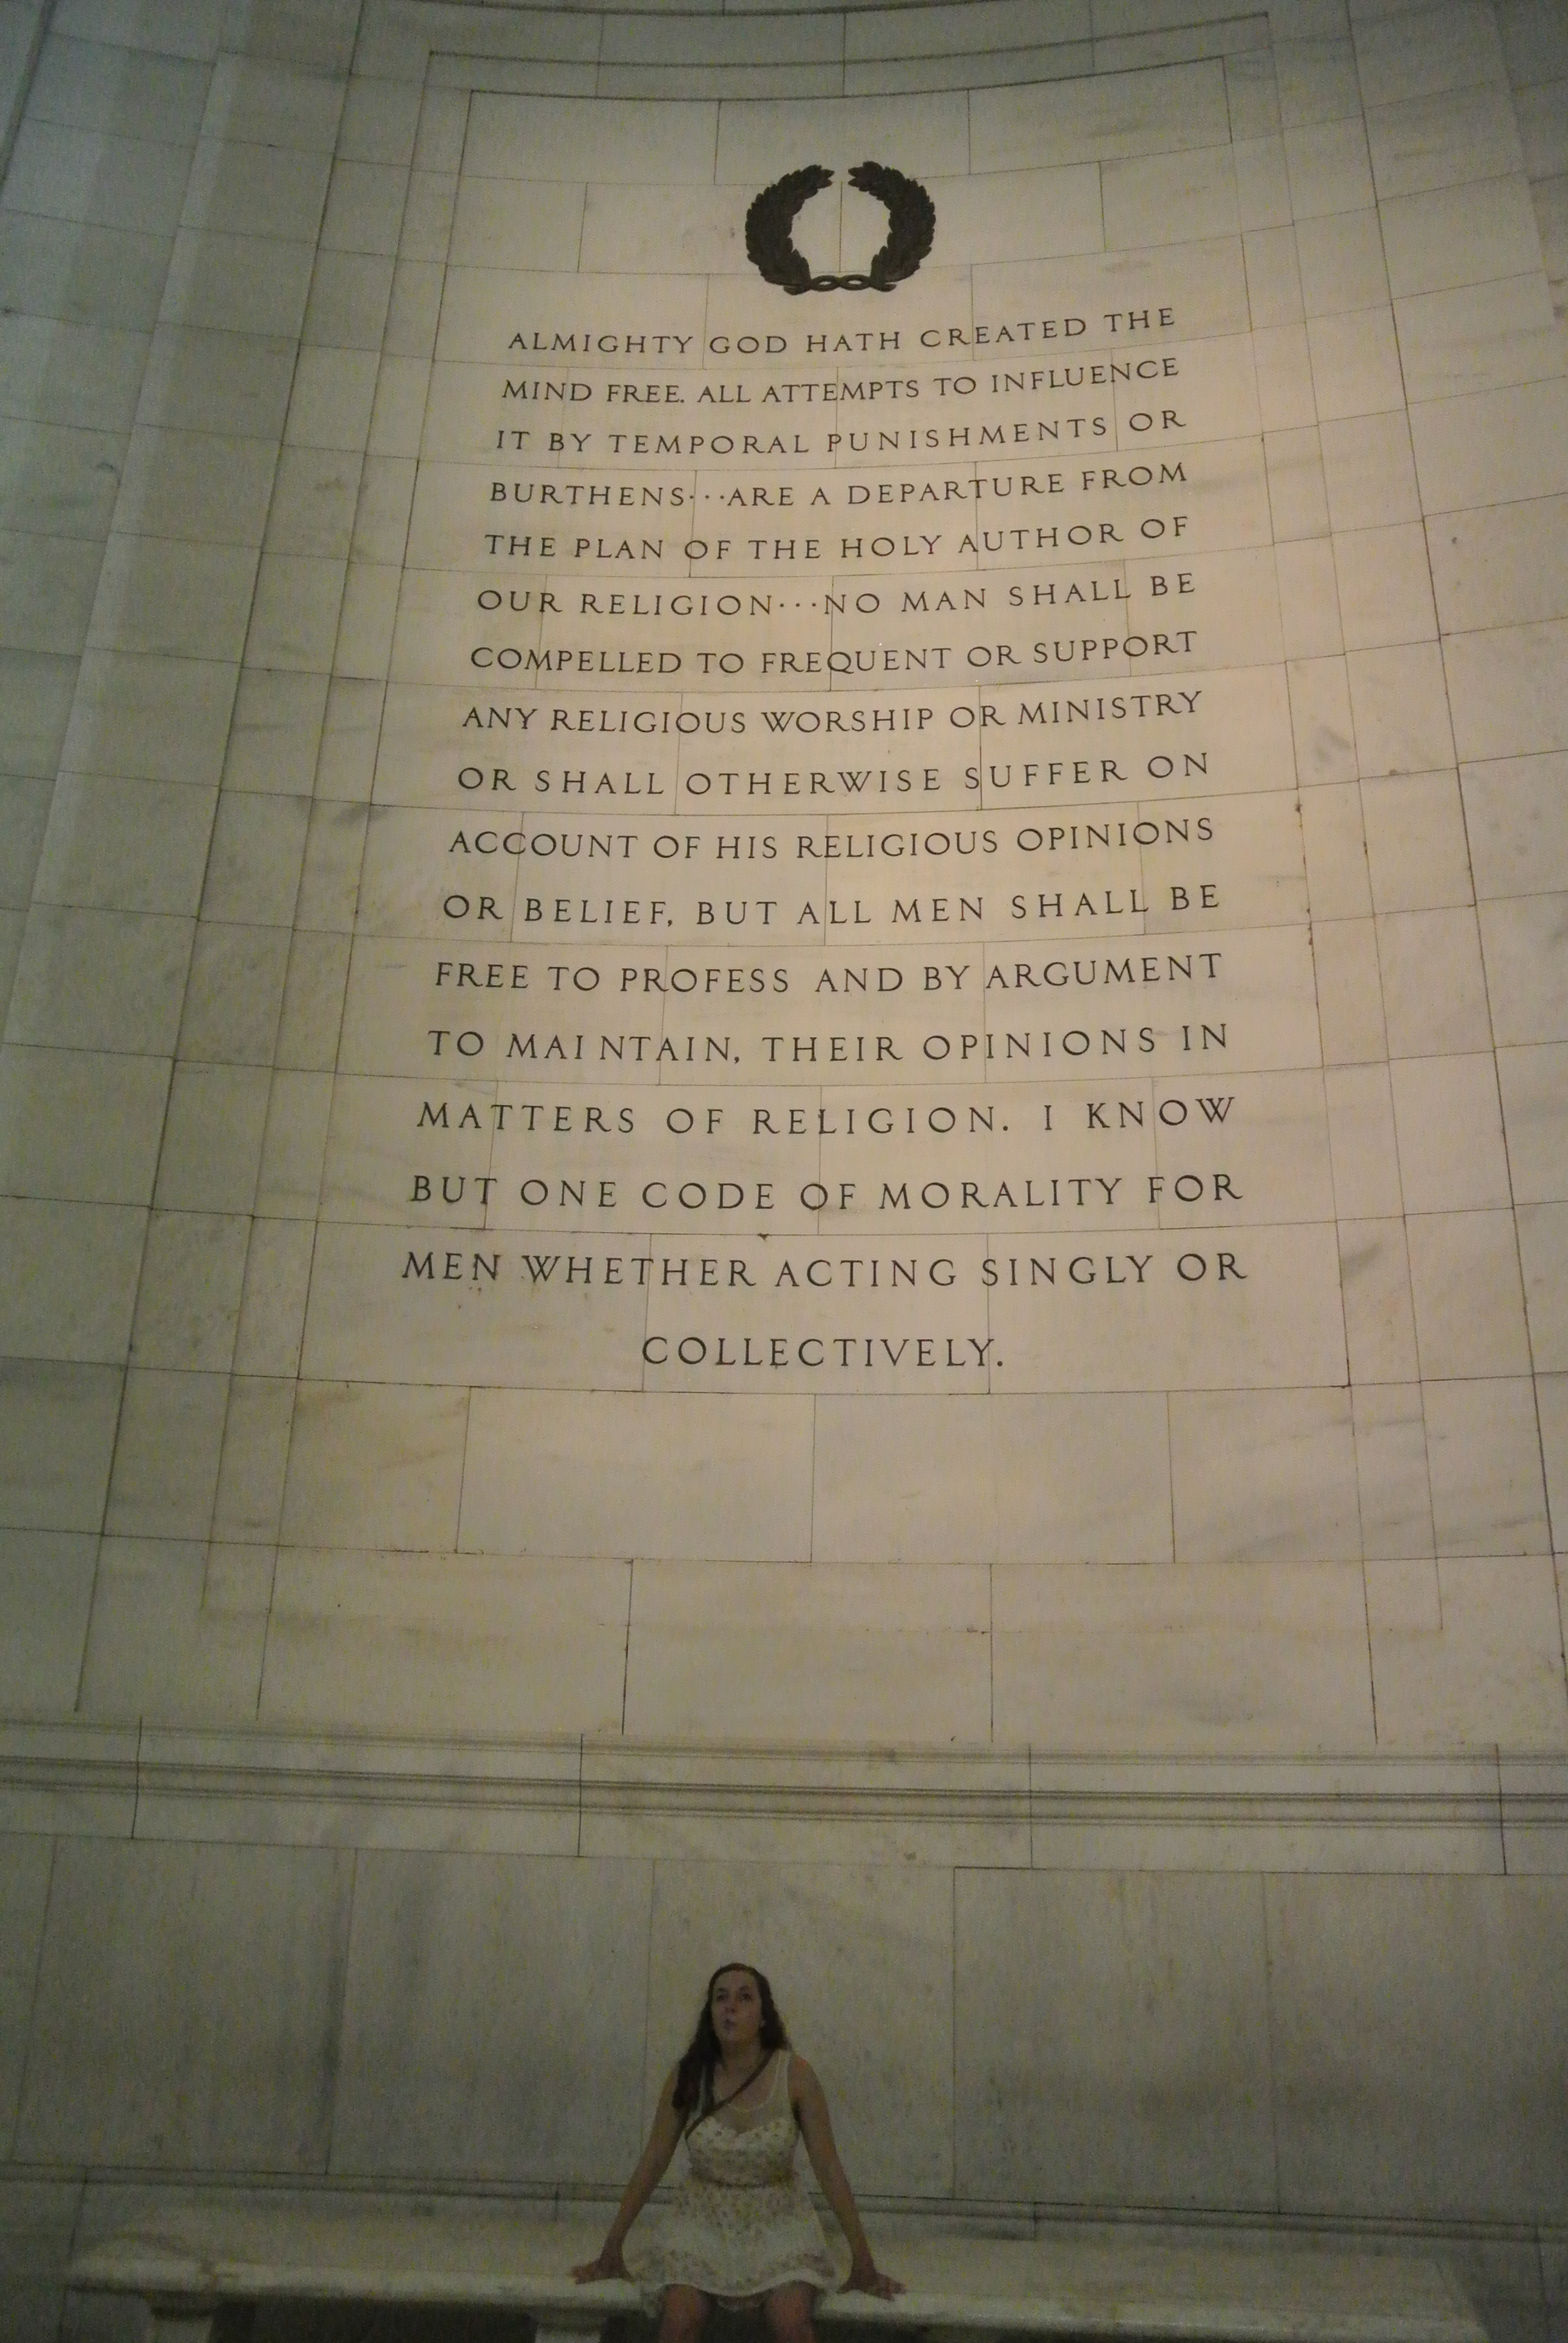 ALMIGHTY GOD HATH CREATED THE
MIND FREE. ALL ATTEMPTS TO INFLUENCE
IT BY TEMPORAL PUNISHMENTS OR
BURTHENS···ARE A DEPARTURE FROM
THE PLAN OF THE HOLY AUTHOR OF
OUR RELIGION···NO MAN SHALL BE
COMPELLED TO FREQUENT OR SUPPORT
ANY RELIGIOUS WORSHIP OR MINISTRY
OR SHALL OTHERWISE SUFFER ON
ACCOUNT OF HIS RELIGIOUS OPINIONS
OR BELIEF, BUT ALL MEN SHALL BE
FREE TO PROFESS AND BY ARGUMENT
TO MAINTAIN, THEIR OPINIONS IN
MATTERS OF RELIGION. I KNOW
BUT ONE CODE OF MORALITY FOR
MEN WHETHER ACTING SINGLY OR
COLLECTIVELY.